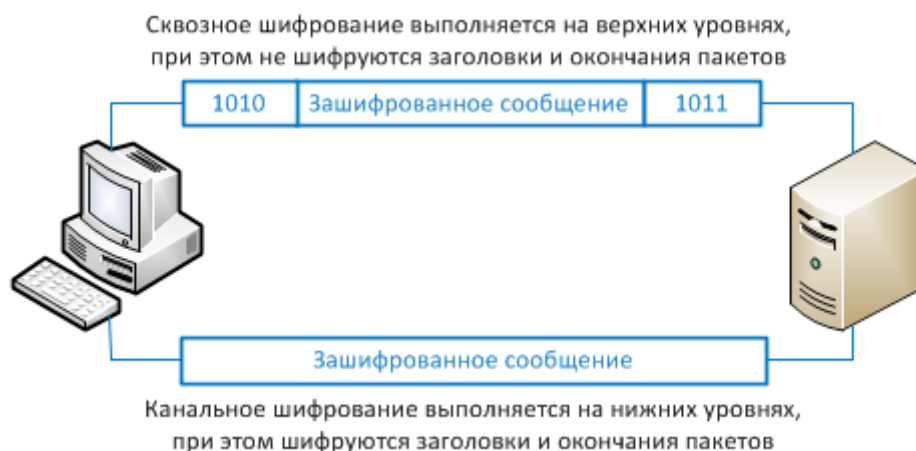 Сквозное шифрование выполняется на верхних уровнях,
при этом не шифруются заголовки и окончания пакетов
1010 Зашифрованное сообщение 1011
Зашифрованное сообщение
Канальное шифрование выполняется на нижних уровнях,
при этом шифруются заголовки и окончания пакетов